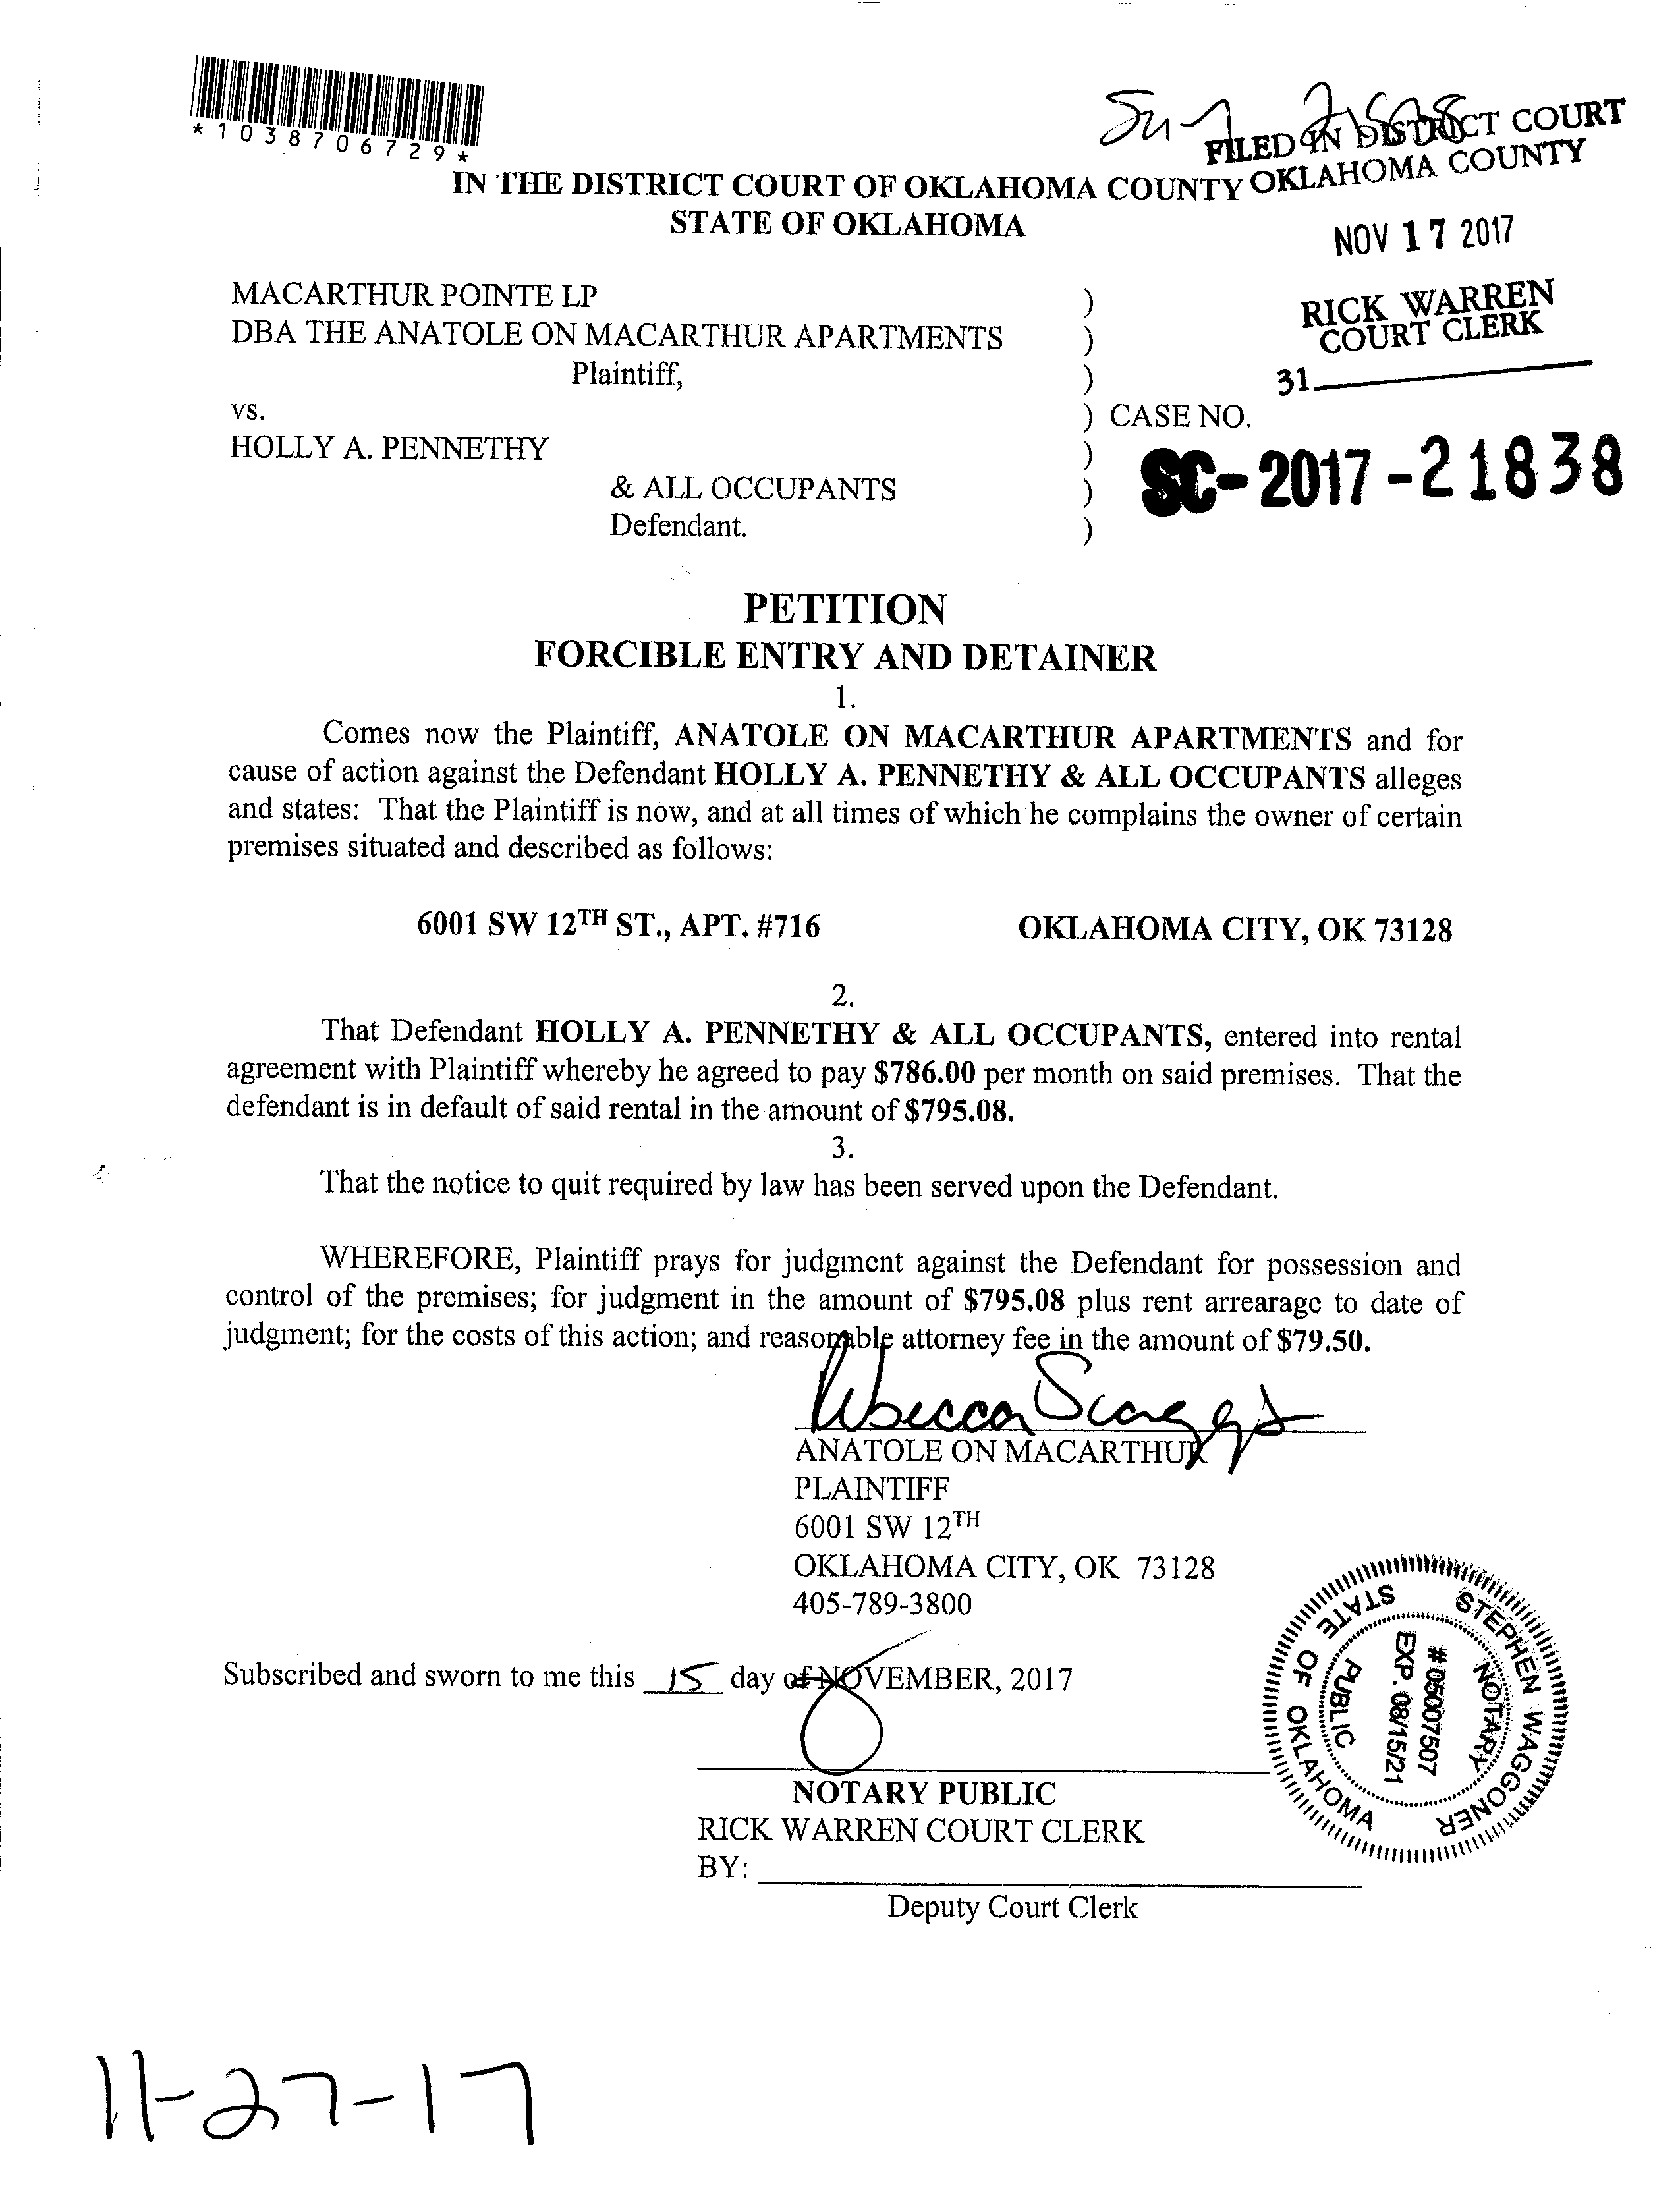 *1038706729*
FILED IN DISTRICT COURT
OKLAHOMA COUNTY
IN THE DISTRICT COURT OF OKLAHOMA COUNTY
STATE OF OKLAHOMA
NOV 17 2017
MACARTHUR POINTE LP )
RICK WARREN
COURT CLERK
DBA THE ANATOLE ON MACARTHUR APARTMENTS )
Plaintiff, )
31
vs. ) CASE NO.
HOLLY A. PENNETHY )
SC-2017-21838
& ALL OCCUPANTS )
Defendant. )
PETITION
FORCIBLE ENTRY AND DETAINER
1.
Comes now the Plaintiff, ANATOLE ON MACARTHUR APARTMENTS and for
cause of action against the Defendant HOLLY A. PENNETHY & ALL OCCUPANTS alleges
and states: That the Plaintiff is now, and at all times of which he complains the owner of certain
premises situated and described as follows:
6001 SW 12TH ST., APT. #716 OKLAHOMA CITY, OK 73128
2.
That Defendant HOLLY A. PENNETHY & ALL OCCUPANTS, entered into rental
agreement with Plaintiff whereby he agreed to pay $786.00 per month on said premises. That the
defendant is in default of said rental in the amount of $795.08.
3.
That the notice to quit required by law has been served upon the Defendant.
WHEREFORE, Plaintiff prays for judgment against the Defendant for possession and
control of the premises; for judgment in the amount of $795.08 plus rent arrearage to date of
judgment; for the costs of this action; and reasonable attorney fee in the amount of $79.50.
Rebecca Scaggs
ANATOLE ON MACARTHUR
PLAINTIFF
6001 SW 12TH
OKLAHOMA CITY, OK 73128
405-789-3800
Subscribed and sworn to me this 15 day of NOVEMBER, 2017
STEPHEN WAGGONER
NOTARY
# 05007507
EXP. 08/15/21
PUBLIC
STATE OF OKLAHOMA
NOTARY PUBLIC
RICK WARREN COURT CLERK
BY:
Deputy Court Clerk
11-27-17